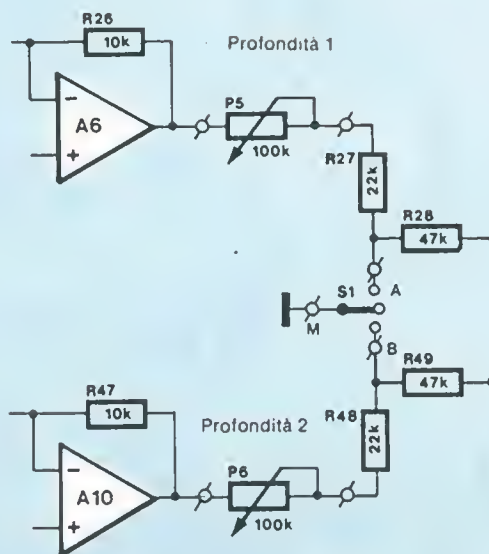 R26
10k
Profondità 1
A6
P5
100k
R27
22k
R28
47k
S1
A
M
B
R49
47k
R47
10k
Profondità 2
R48
22k
A10
P6
100k